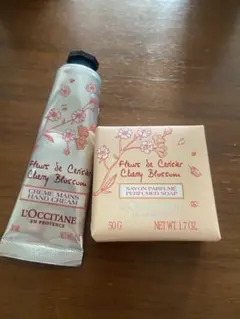 Fleurs de Cerisier
Cherry Blossom
CRÈME MAINS
HAND CREAM
L'OCCITANE
EN PROVENCE
Fleurs de Cerisier
Cherry Blossom
SAVON PARFUMÉ
PERFUMED SOAP
50 G
NET WT. 1.7 OZ.